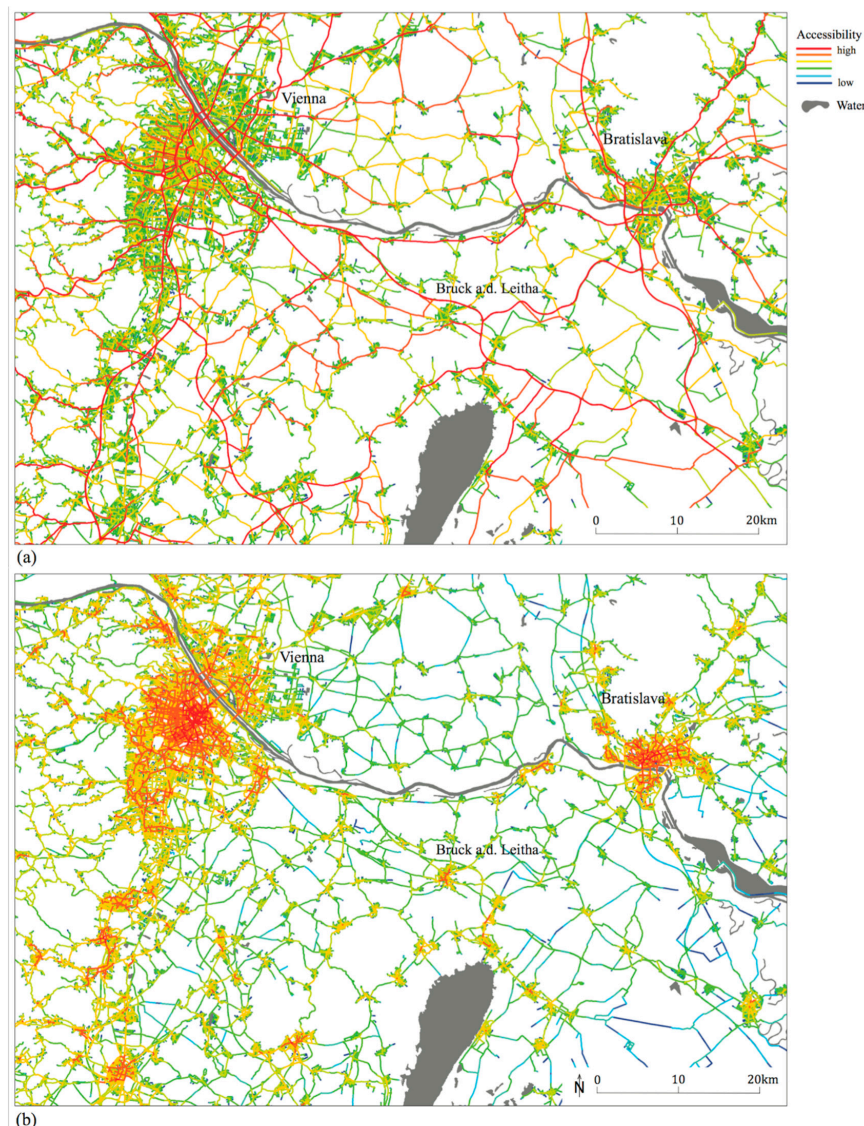 Accessibility
high
low
Water
Vienna
Bratislava
Bruck a.d. Leitha
0 10 20km
(a)
Vienna
Bratislava
Bruck a.d. Leitha
N
0 10 20km
(b)